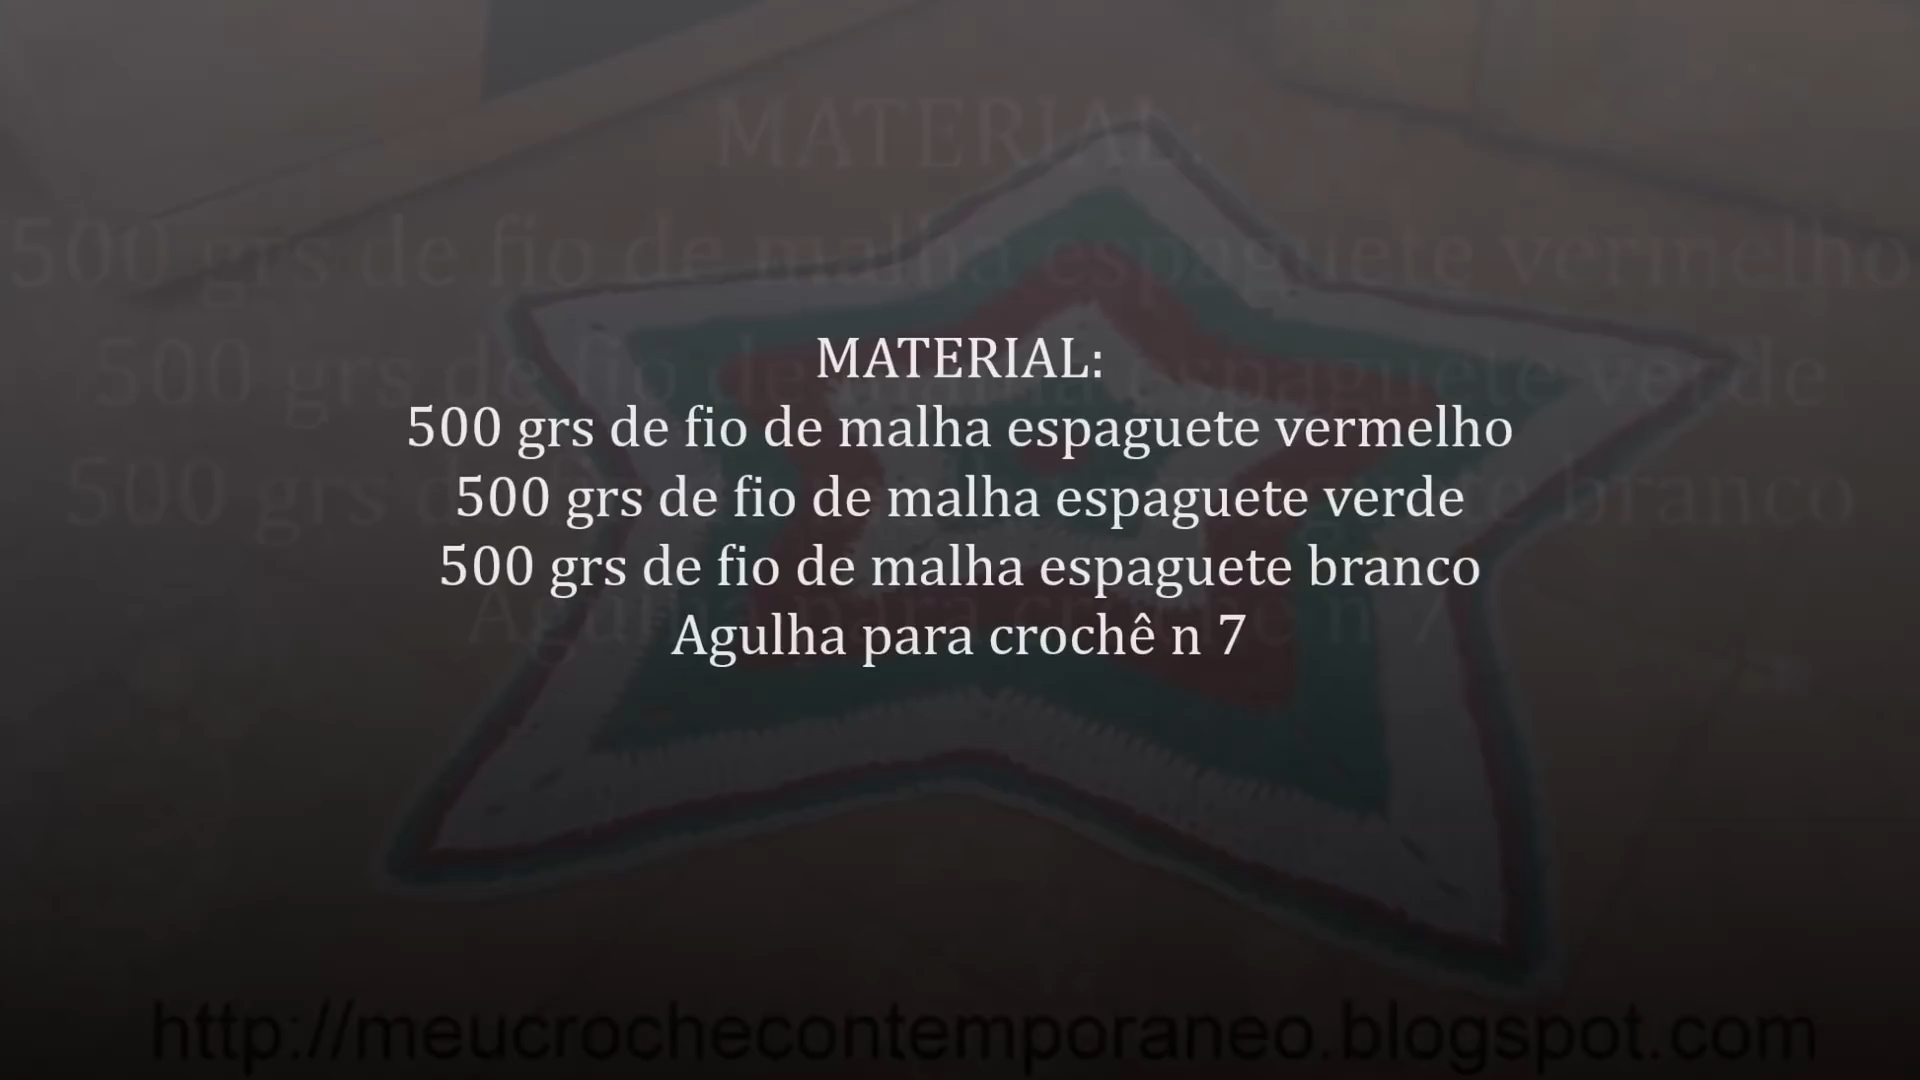 MATERIAL:
500 grs de fio de malha espaguete vermelho
500 grs de fio de malha espaguete verde
500 grs de fio de malha espaguete branco
Agulha para crochê n 7
http://meucrochecontemporaneo.blogspot.com